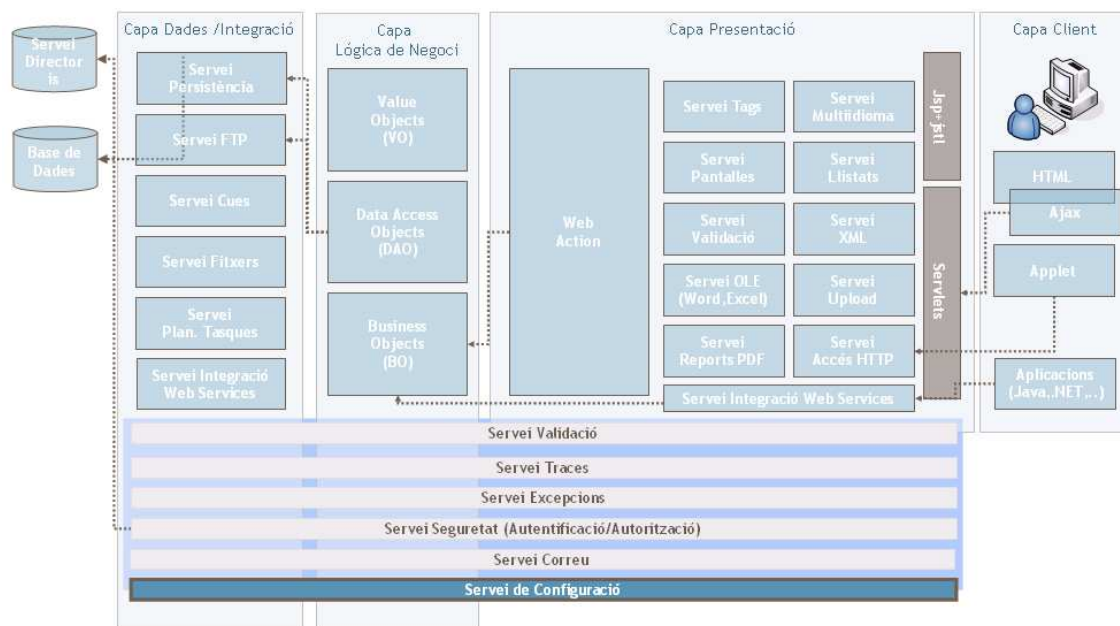 Capa Dades /Integració
Capa
Lógica de Negoci
Capa Presentació
Capa Client
Servei
Director
is
Base de
Dades
Servei
Persistència
Servei FTP
Servei Cues
Servei Fitxers
Servei
Plan. Tasques
Servei Integració
Web Services
Value
Objects
(VO)
Data Access
Objects
(DAO)
Business
Objects
(BO)
Web
Action
Servei Tags
Servei
Multiidioma
Servei
Pantalles
Servei
Llistats
Servei
Validació
Servei
XML
Servei OLE
(Word,Excel)
Servei
Upload
Servei
Reports PDF
Servei
Accés HTTP
Servei Integració Web Services
Jsp+jstl
Servlets
HTML
Ajax
Applet
Aplicacions
(Java,.NET,..)
Servei Validació
Servei Traces
Servei Excepcions
Servei Seguretat (Autentificació/Autorització)
Servei Correu
Servei de Configuració